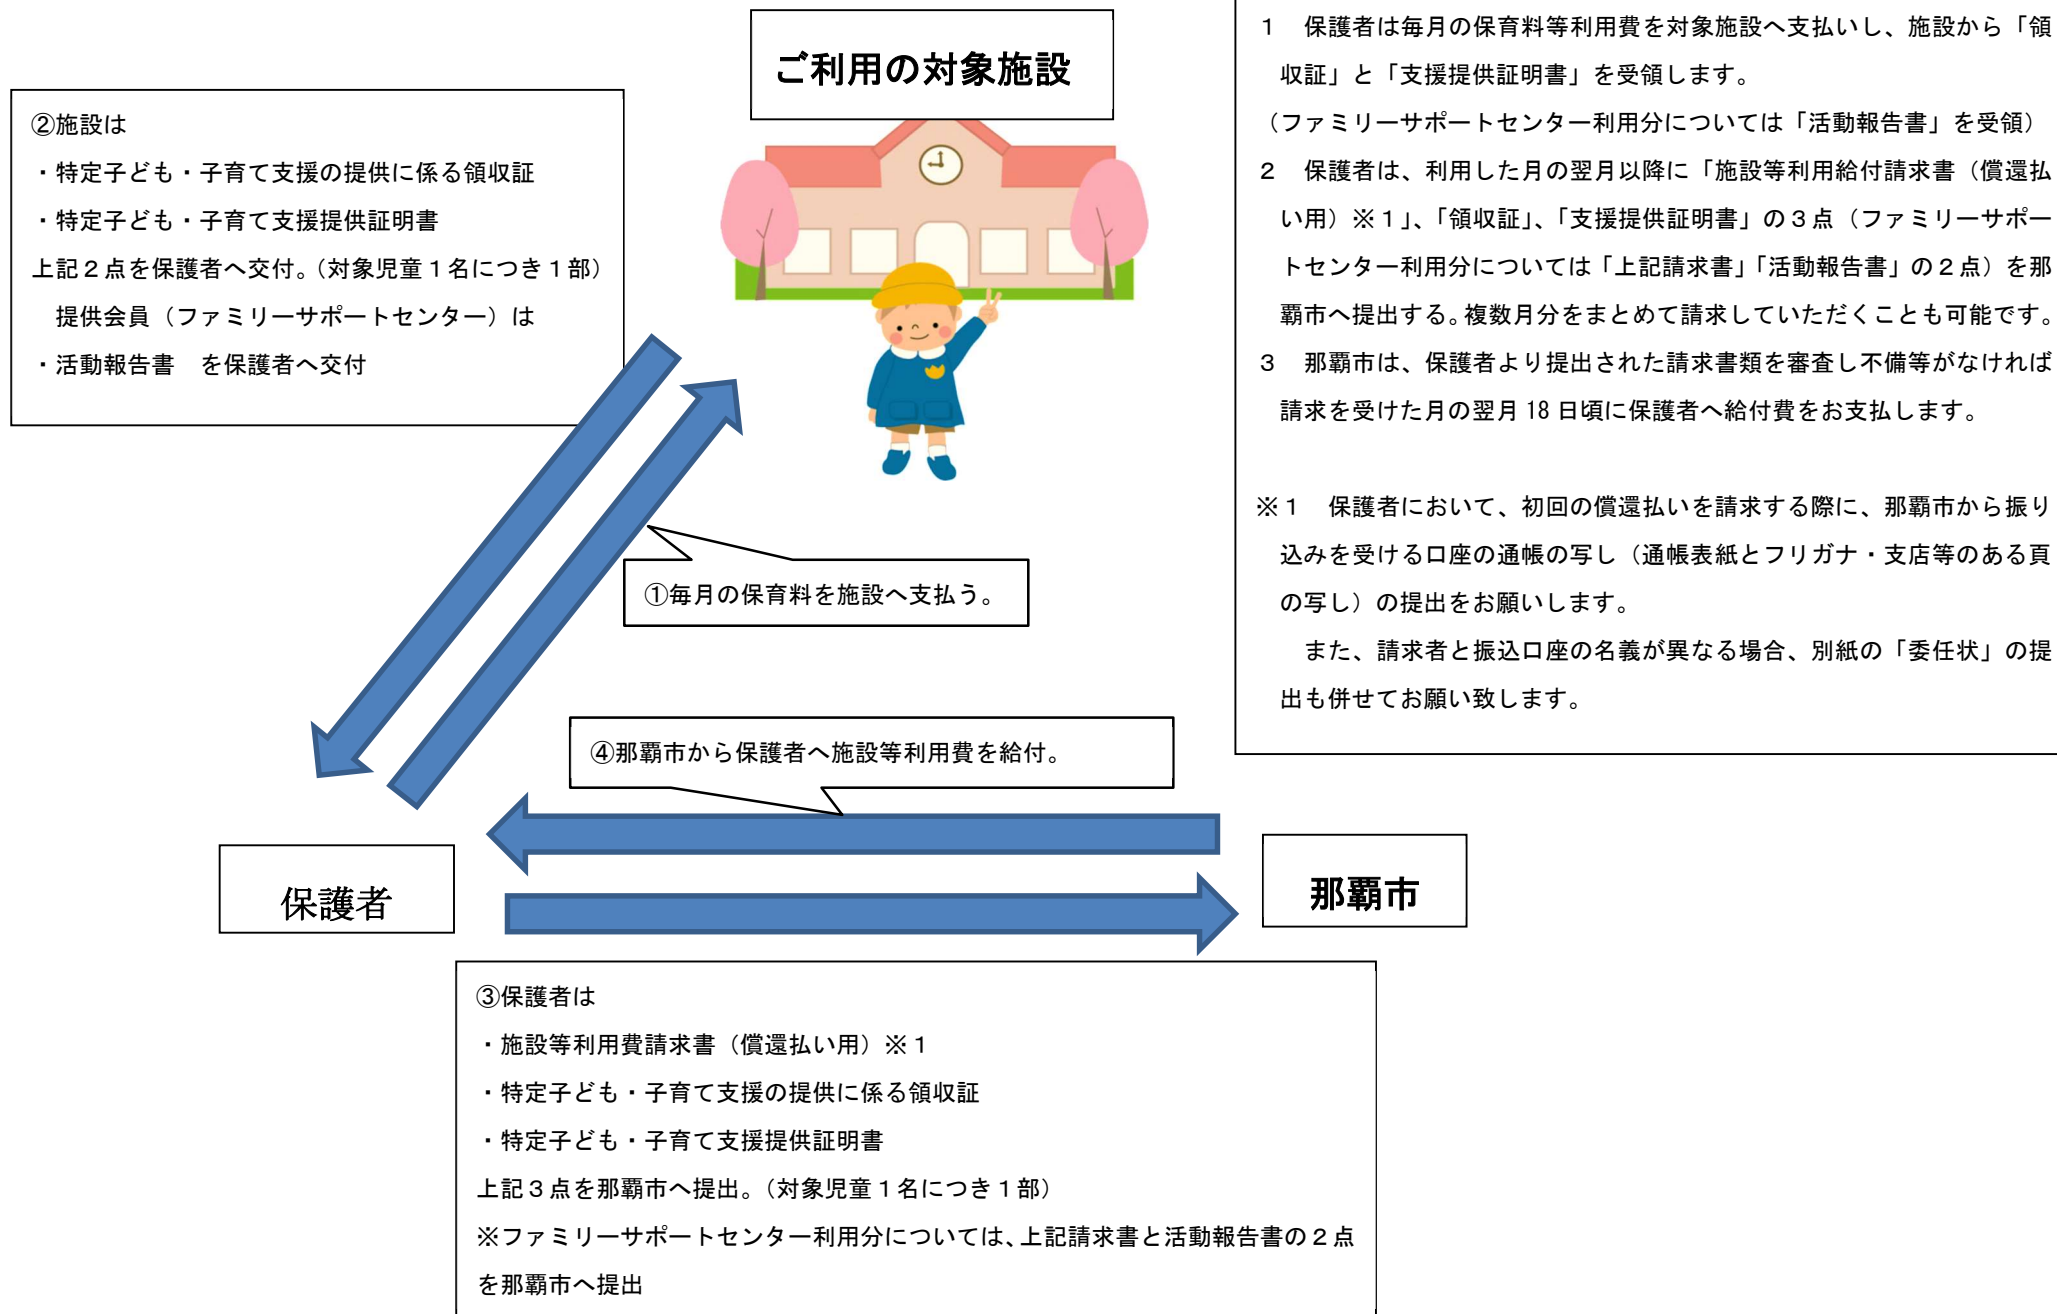 ご利用の対象施設
②施設は
・特定子ども・子育て支援の提供に係る領収証
・特定子ども・子育て支援提供証明書
上記２点を保護者へ交付。（対象児童１名につき１部）
提供会員（ファミリーサポートセンター）は
・活動報告書　を保護者へ交付
①毎月の保育料を施設へ支払う。
④那覇市から保護者へ施設等利用費を給付。
保護者
那覇市
③保護者は
・施設等利用費請求書（償還払い用）※１
・特定子ども・子育て支援の提供に係る領収証
・特定子ども・子育て支援提供証明書
上記３点を那覇市へ提出。（対象児童１名につき１部）
※ファミリーサポートセンター利用分については、上記請求書と活動報告書の２点
を那覇市へ提出
１　保護者は毎月の保育料等利用費を対象施設へ支払いし、施設から「領
収証」と「支援提供証明書」を受領します。
（ファミリーサポートセンター利用分については「活動報告書」を受領）
２　保護者は、利用した月の翌月以降に「施設等利用給付請求書（償還払
い用）※１」、「領収証」、「支援提供証明書」の３点（ファミリーサポー
トセンター利用分については「上記請求書」「活動報告書」の２点）を那
覇市へ提出する。複数月分をまとめて請求していただくことも可能です。
３　那覇市は、保護者より提出された請求書類を審査し不備等がなければ
請求を受けた月の翌月 18 日頃に保護者へ給付費をお支払します。
※１　保護者において、初回の償還払いを請求する際に、那覇市から振り
込みを受ける口座の通帳の写し（通帳表紙とフリガナ・支店等のある頁
の写し）の提出をお願いします。
また、請求者と振込口座の名義が異なる場合、別紙の「委任状」の提
出も併せてお願い致します。